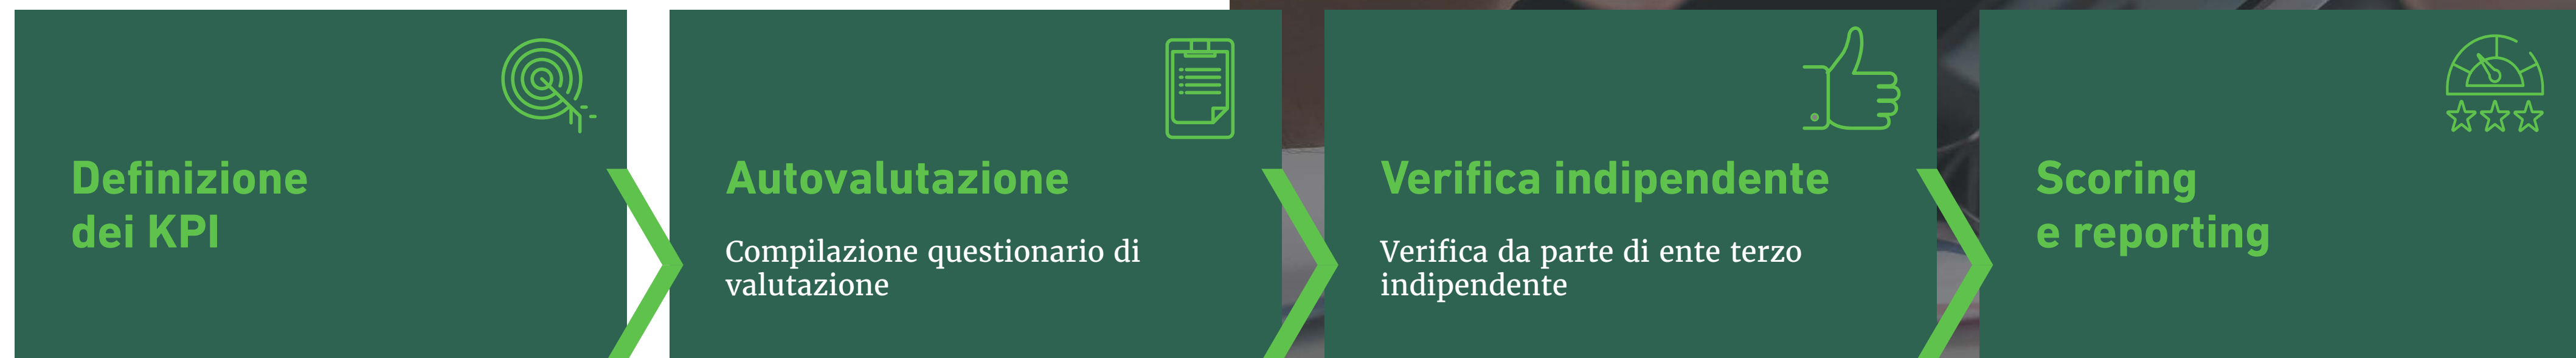 Definizione
dei KPI
Autovalutazione
Compilazione questionario di
valutazione
Verifica indipendente
Verifica da parte di ente terzo
indipendente
Scoring
e reporting